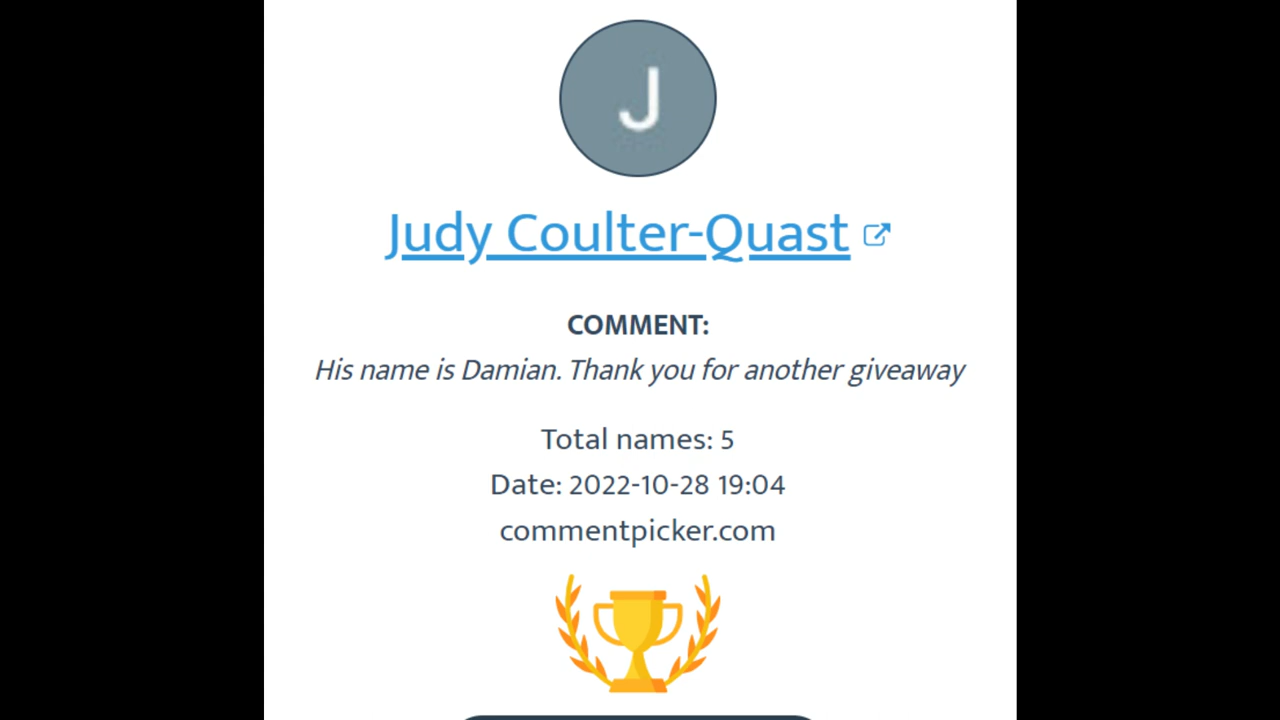 J
Judy Coulter-Quast
COMMENT:
His name is Damian. Thank you for another giveaway
Total names: 5
Date: 2022-10-28 19:04
commentpicker.com